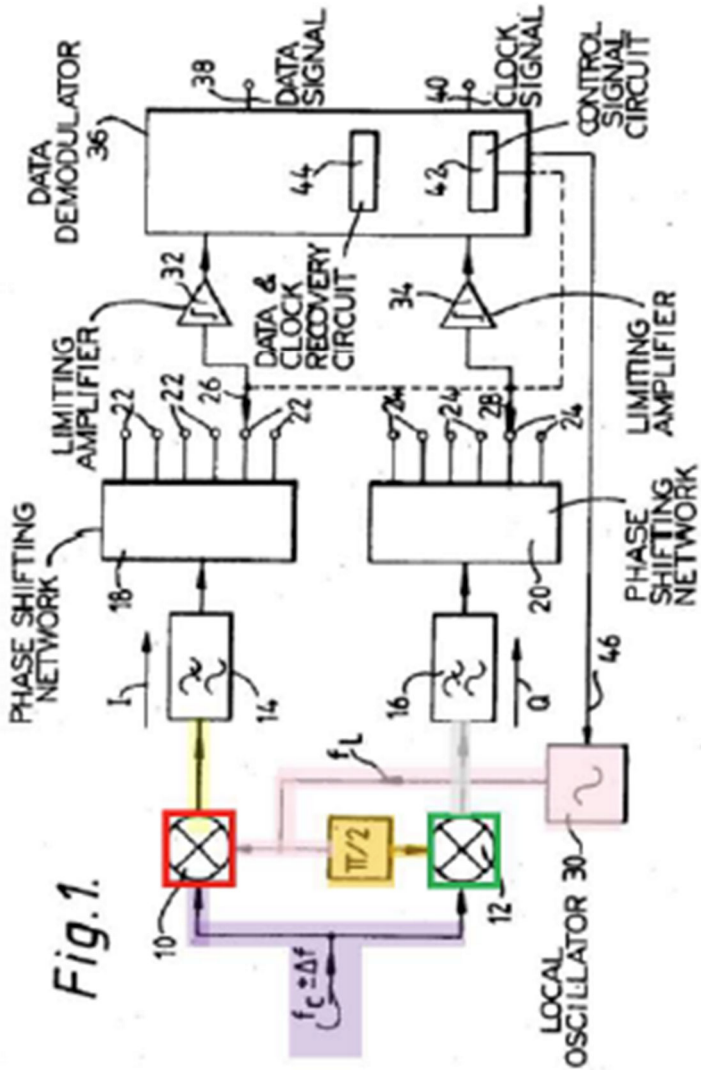 Fig.1.
PHASE SHIFTING
NETWORK
LIMITING
AMPLIFIER
DATA
DEMODULATOR
36
10
I
14
18
22
22
26
22
32
38
DATA
SIGNAL
fc ± Δf
π/2
fL
DATA &
CLOCK
RECOVERY
CIRCUIT
44
12
16
Q
20
24
24
28
24
34
42
40
CLOCK
SIGNAL
CONTROL
SIGNAL
CIRCUIT
LOCAL
OSCILLATOR 30
46
PHASE
SHIFTING
NETWORK
LIMITING
AMPLIFIER